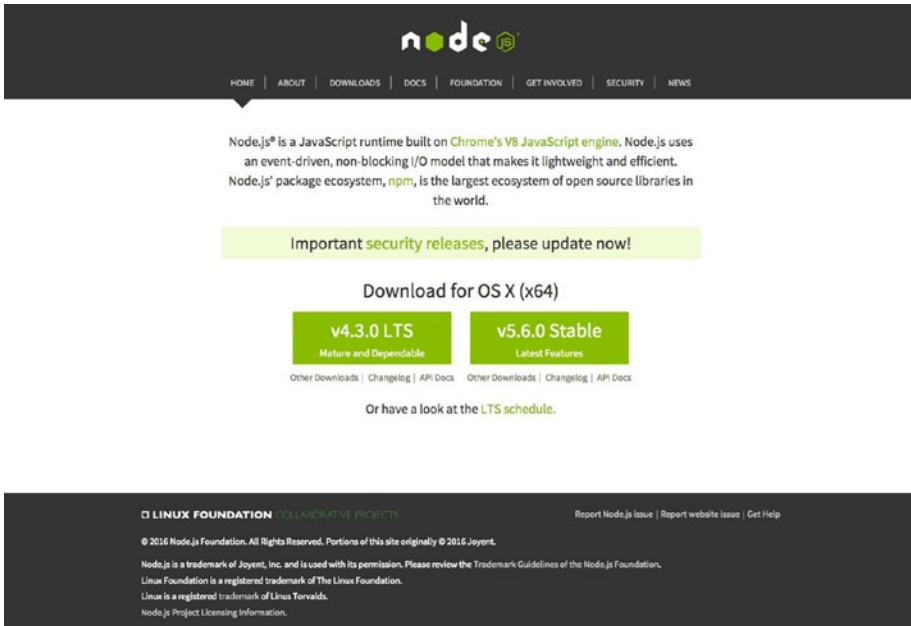 node JS
HOME | ABOUT | DOWNLOADS | DOCS | FOUNDATION | GET INVOLVED | SECURITY | NEWS
Node.js® is a JavaScript runtime built on Chrome's V8 JavaScript engine. Node.js uses
an event-driven, non-blocking I/O model that makes it lightweight and efficient.
Node.js' package ecosystem, npm, is the largest ecosystem of open source libraries in
the world.
Important security releases, please update now!
Download for OS X (x64)
v4.3.0 LTS
Mature and Dependable
v5.6.0 Stable
Latest Features
Other Downloads | Changelog | API Docs
Other Downloads | Changelog | API Docs
Or have a look at the LTS schedule.
LINUX FOUNDATION COLLABORATIVE PROJECTS
Report Node.js issue | Report website issue | Get Help
© 2016 Node.js Foundation. All Rights Reserved. Portions of this site originally © 2016 Joyent.
Node.js is a trademark of Joyent, Inc. and is used with its permission. Please review the Trademark Guidelines of the Node.js Foundation.
Linux Foundation is a registered trademark of The Linux Foundation.
Linux is a registered trademark of Linus Torvalds.
Node.js Project Licensing Information.